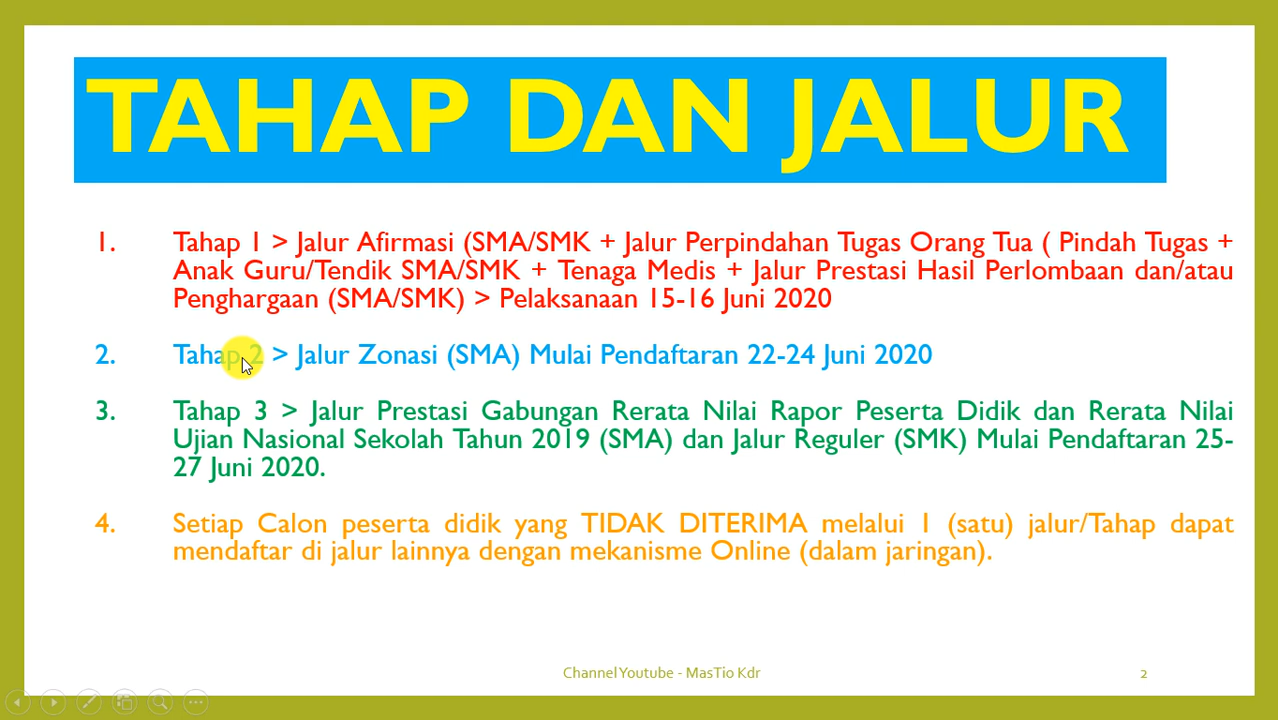 TAHAP DAN JALUR
1. Tahap 1 > Jalur Afirmasi (SMA/SMK + Jalur Perpindahan Tugas Orang Tua ( Pindah Tugas +
Anak Guru/Tendik SMA/SMK + Tenaga Medis + Jalur Prestasi Hasil Perlombaan dan/atau
Penghargaan (SMA/SMK) > Pelaksanaan 15-16 Juni 2020
2. Tahap 2 > Jalur Zonasi (SMA) Mulai Pendaftaran 22-24 Juni 2020
3. Tahap 3 > Jalur Prestasi Gabungan Rerata Nilai Rapor Peserta Didik dan Rerata Nilai
Ujian Nasional Sekolah Tahun 2019 (SMA) dan Jalur Reguler (SMK) Mulai Pendaftaran 25-
27 Juni 2020.
4. Setiap Calon peserta didik yang TIDAK DITERIMA melalui 1 (satu) jalur/Tahap dapat
mendaftar di jalur lainnya dengan mekanisme Online (dalam jaringan).
Channel Youtube - MasTio Kdr
2